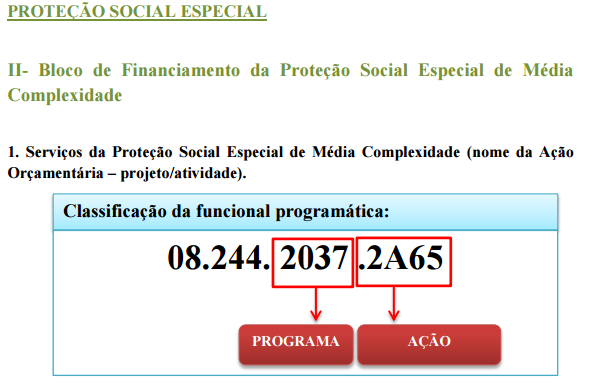 PROTEÇÃO SOCIAL ESPECIAL
II- Bloco de Financiamento da Proteção Social Especial de Média
Complexidade
1. Serviços da Proteção Social Especial de Média Complexidade (nome da Ação
Orçamentária – projeto/atividade).
Classificação da funcional programática:
08.244. 2037 .2A65
PROGRAMA AÇÃO